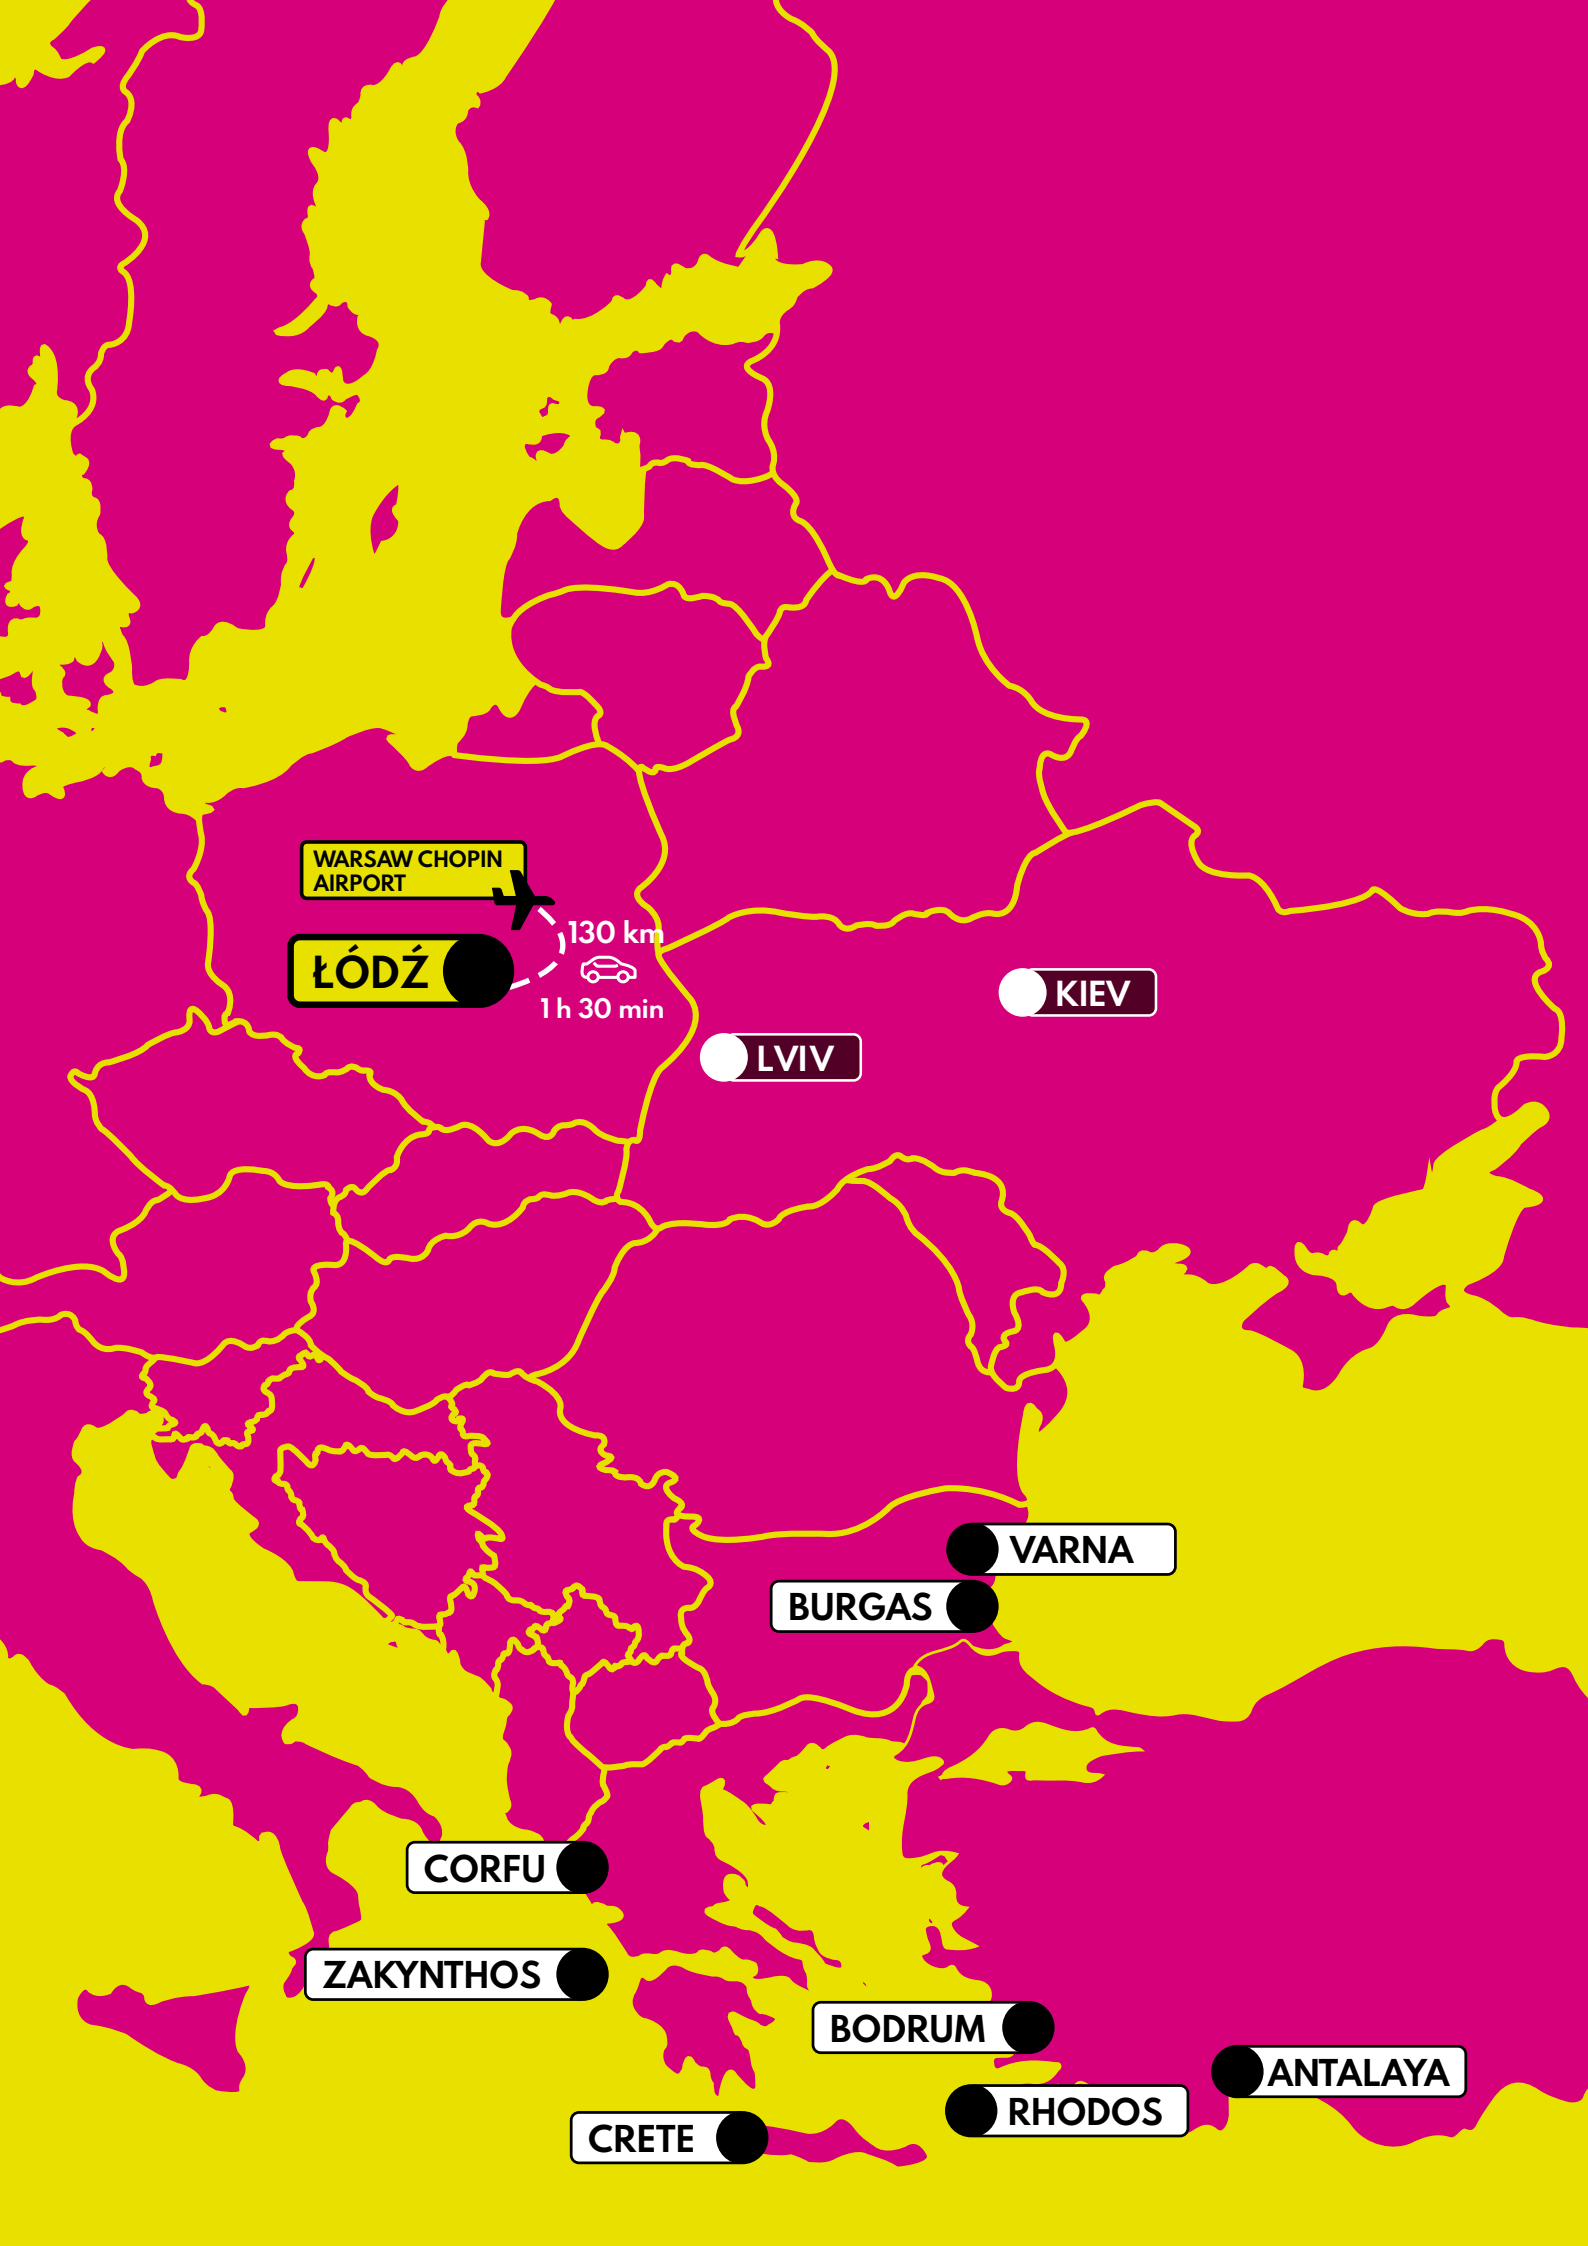 WARSAW CHOPIN
AIRPORT
130 km
ŁÓDŹ
1 h 30 min
KIEV
LVIV
VARNA
BURGAS
CORFU
ZAKYNTHOS
BODRUM
ANTALAYA
RHODOS
CRETE